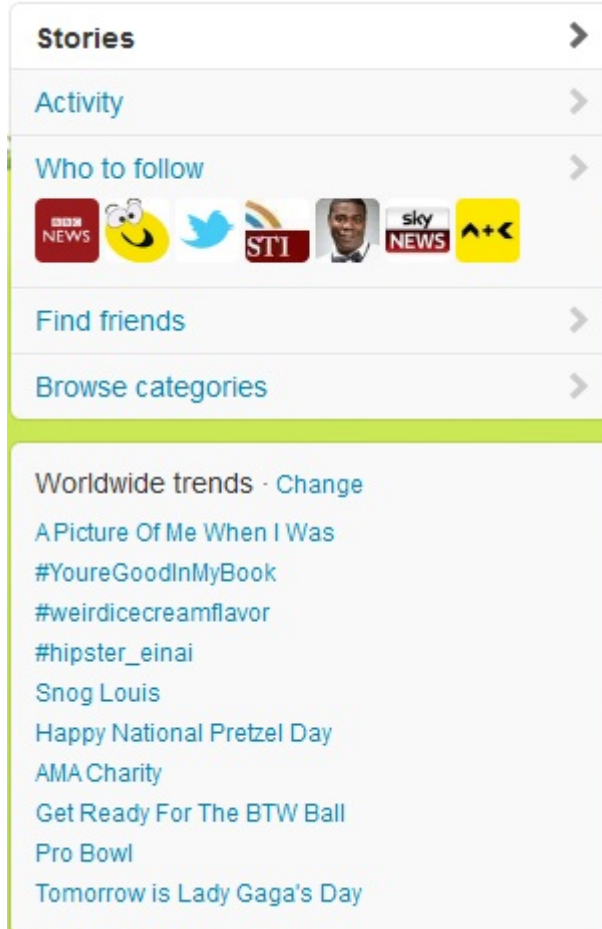 Stories
Activity
Who to follow
BBC
NEWS
STI
sky
NEWS
Find friends
Browse categories
Worldwide trends · Change
A Picture Of Me When I Was
#YoureGoodInMyBook
#weirdicecreamflavor
#hipster_einai
Snog Louis
Happy National Pretzel Day
AMA Charity
Get Ready For The BTW Ball
Pro Bowl
Tomorrow is Lady Gaga's Day